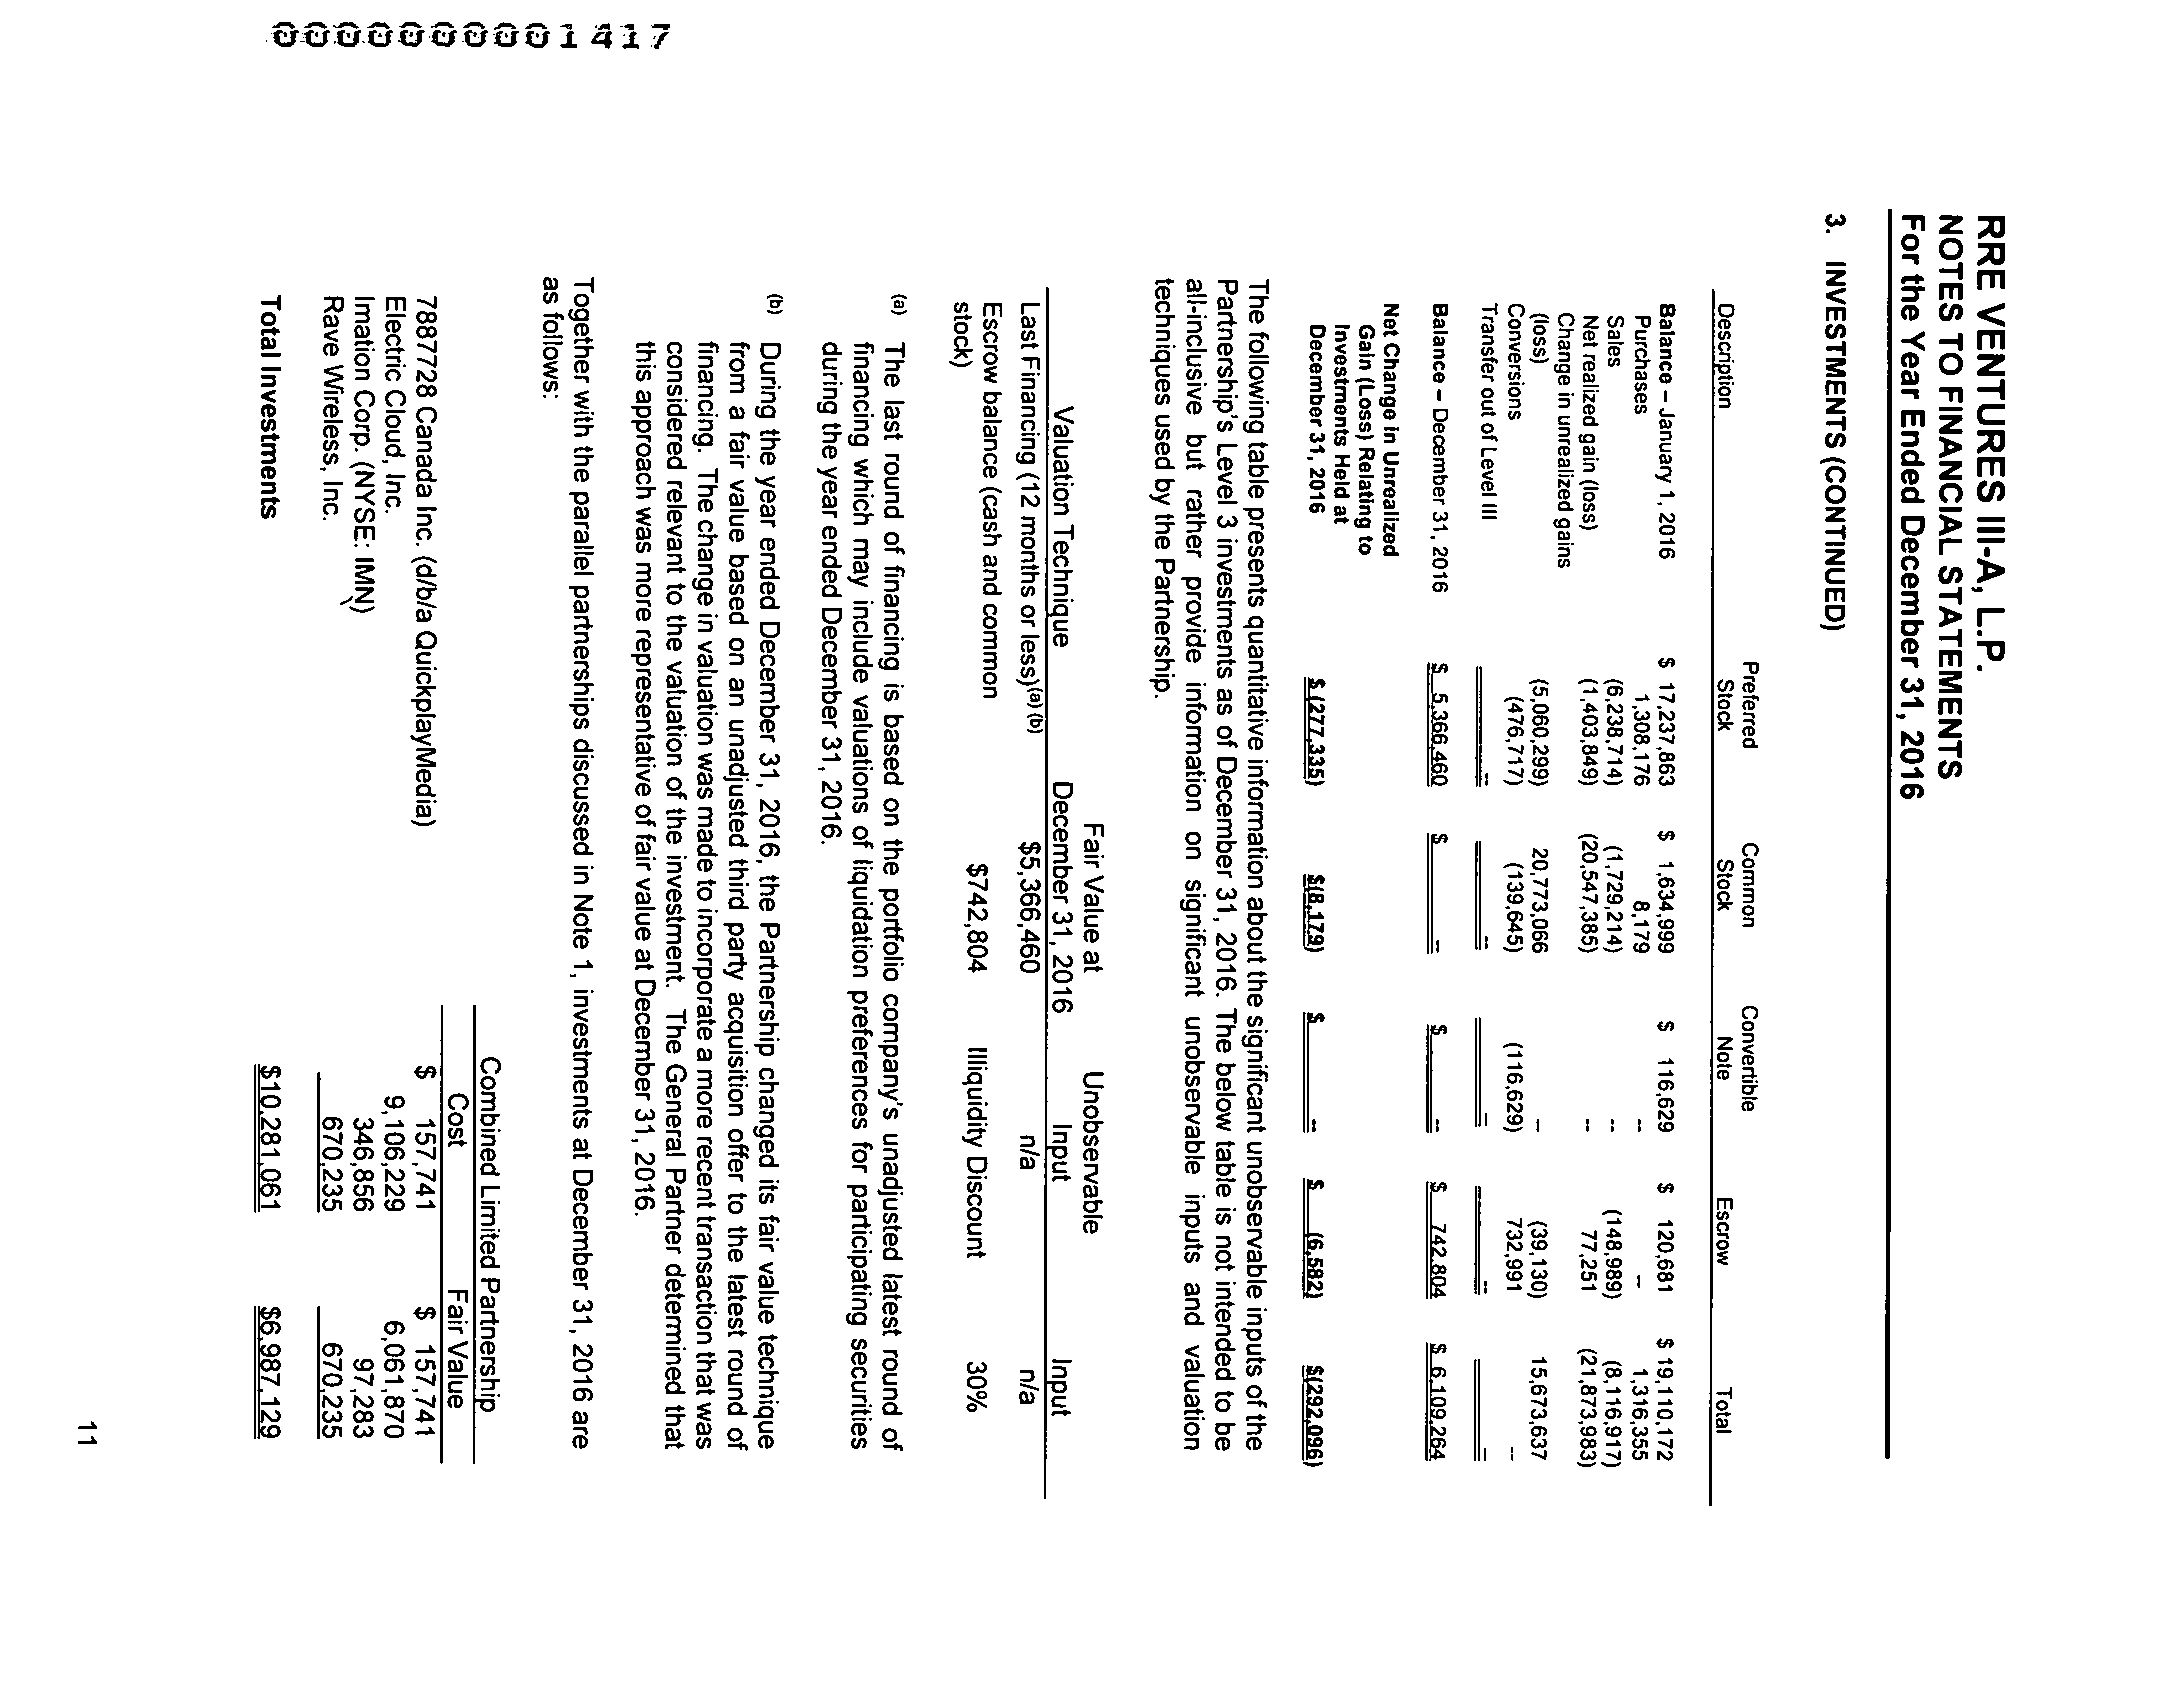 RRE VENTURES III-A, L.P.
NOTES TO FINANCIAL STATEMENTS
For the Year Ended December 31, 2016
3. INVESTMENTS (CONTINUED)
Description Preferred Stock Common Stock Convertible Note Escrow Total
Balance – January 1, 2016 $ 17,237,863 $ 1,634,999 $ 116,629 $ 120,681 $ 19,110,172
Purchases 1,308,176 8,179 -- – 1,316,355
Sales (6,238,714) (1,729,214) -- (148,989) (8,116,917)
Net realized gain (loss) (1,403,849) (20,547,385) -- 77,251 (21,873,983)
Change in unrealized gains
(loss) (5,060,299) 20,773,066 – (39,130) 15,673,637
Conversions (476,717) (139,645) (116,629) 732,991 --
Transfer out of Level III -- -- -- -- --
Balance – December 31, 2016 $ 5,366,460 $ -- $ -- $ 742,804 $ 6,109,264
Net Change in Unrealized
Gain (Loss) Relating to
Investments Held at
December 31, 2016 $ (277,335) $(8,179) $ -- $ (6,582) $(292,096)
The following table presents quantitative information about the significant unobservable inputs of the
Partnership's Level 3 investments as of December 31, 2016. The below table is not intended to be
all-inclusive but rather provide information on significant unobservable inputs and valuation
techniques used by the Partnership.
Fair Value at Unobservable
Valuation Technique December 31, 2016 Input Input
Last Financing (12 months or less)(a) (b) $5,366,460 n/a n/a
Escrow balance (cash and common
stock) $742,804 Illiquidity Discount 30%
(a) The last round of financing is based on the portfolio company's unadjusted latest round of
financing which may include valuations of liquidation preferences for participating securities
during the year ended December 31, 2016.
(b) During the year ended December 31, 2016, the Partnership changed its fair value technique
from a fair value based on an unadjusted third party acquisition offer to the latest round of
financing. The change in valuation was made to incorporate a more recent transaction that was
considered relevant to the valuation of the investment. The General Partner determined that
this approach was more representative of fair value at December 31, 2016.
Together with the parallel partnerships discussed in Note 1, investments at December 31, 2016 are
as follows:
Combined Limited Partnership
Cost Fair Value
7887728 Canada Inc. (d/b/a QuickplayMedia) $ 157,741 $ 157,741
Electric Cloud, Inc. 9,106,229 6,061,870
Imation Corp. (NYSE: IMN) 346,856 97,283
Rave Wireless, Inc. 670,235 670,235
Total Investments $10,281,061 $6,987,129
11
0000000001417